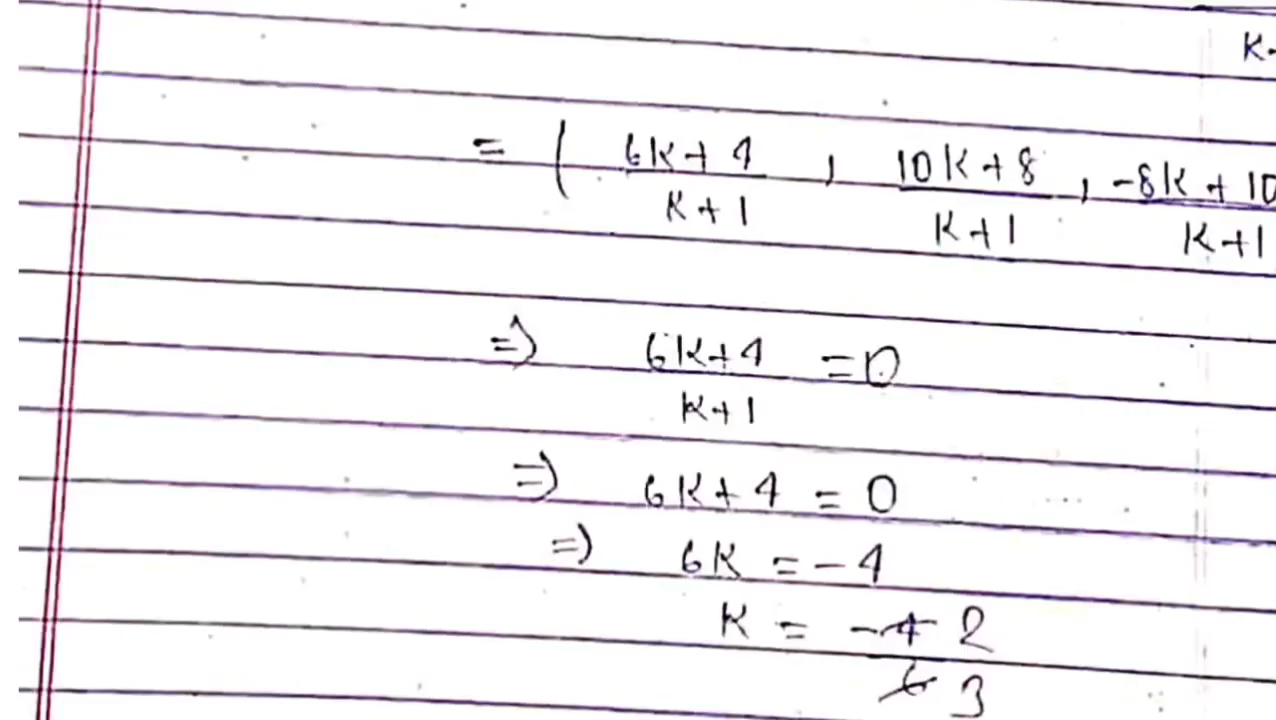 K-
= ( 6K+4 / K+1 , 10K+8 / K+1 , -8K+10 / K+1
=> 6K+4 / K+1 = 0
=> 6K+4 = 0
=> 6K = -4
K = -4 2 / 6 3